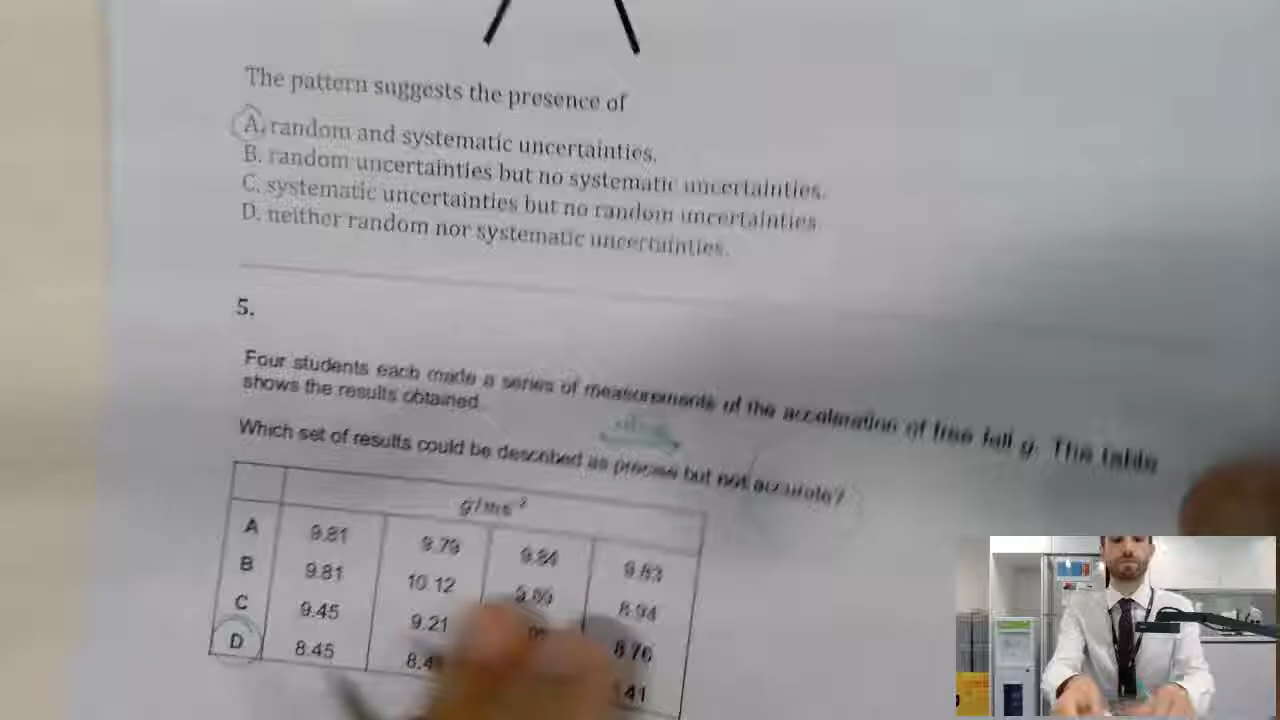 The pattern suggests the presence of
A. random and systematic uncertainties.
B. random uncertainties but no systematic uncertainties.
C. systematic uncertainties but no random uncertainties.
D. neither random nor systematic uncertainties.
5.
Four students each made a series of measurements of the acceleration of free fall g. The table
shows the results obtained.
Which set of results could be described as precise but not accurate?
g/ms⁻²
A 9.81 9.79 9.84 9.83
B 9.81 10.12 9.89 8.94
C 9.45 9.21 8.76
D 8.45